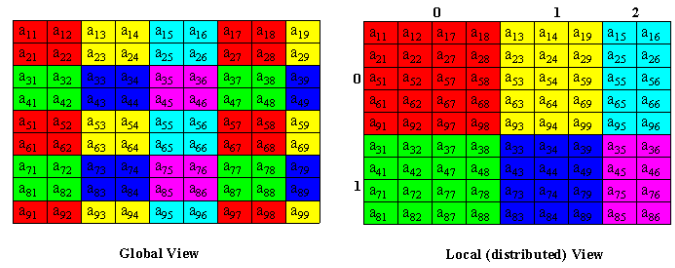 0 1 2
a11 a12 a13 a14 a15 a16 a17 a18 a19 a11 a12 a17 a18 a13 a14 a19 a15 a16
a21 a22 a23 a24 a25 a26 a27 a28 a29 a21 a22 a27 a28 a23 a24 a29 a25 a26
a31 a32 a33 a34 a35 a36 a37 a38 a39 0 a51 a52 a57 a58 a53 a54 a59 a55 a56
a41 a42 a43 a44 a45 a46 a47 a48 a49 a61 a62 a67 a68 a63 a64 a69 a65 a66
a51 a52 a53 a54 a55 a56 a57 a58 a59 a91 a92 a97 a98 a93 a94 a99 a95 a96
a61 a62 a63 a64 a65 a66 a67 a68 a69 a31 a32 a37 a38 a33 a34 a39 a35 a36
a71 a72 a73 a74 a75 a76 a77 a78 a79 a41 a42 a47 a48 a43 a44 a49 a45 a46
a81 a82 a83 a84 a85 a86 a87 a88 a89 1 a71 a72 a77 a78 a73 a74 a79 a75 a76
a91 a92 a93 a94 a95 a96 a97 a98 a99 a81 a82 a87 a88 a83 a84 a89 a85 a86
Global View Local (distributed) View